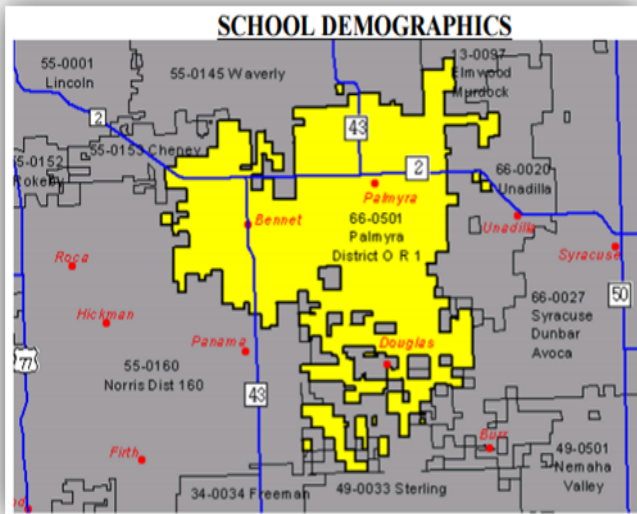 SCHOOL DEMOGRAPHICS
55-0001
Lincoln
55-0145 Waverly
13-0097
Elmwood
Murdock
2
43
55-0153 Cheney
55-0152
Rokeby
2
66-0020
Unadilla
Palmyra
Bennet
66-0501
Palmyra
District O R 1
Unadilla
Syracuse
Roca
66-0027
Syracuse
Dunbar
Avoca
50
Hickman
Panama
Douglas
77
55-0160
Norris Dist 160
43
Burr
Firth
49-0501
Nemaha
Valley
34-0034 Freeman
49-0033 Sterling